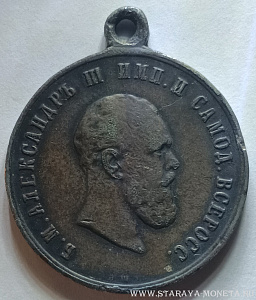 Б. М. АЛЕКСАНДРЪ III ИМП. И САМОД. ВСЕРОСС.
WWW.STARAYA-MONETA.RU